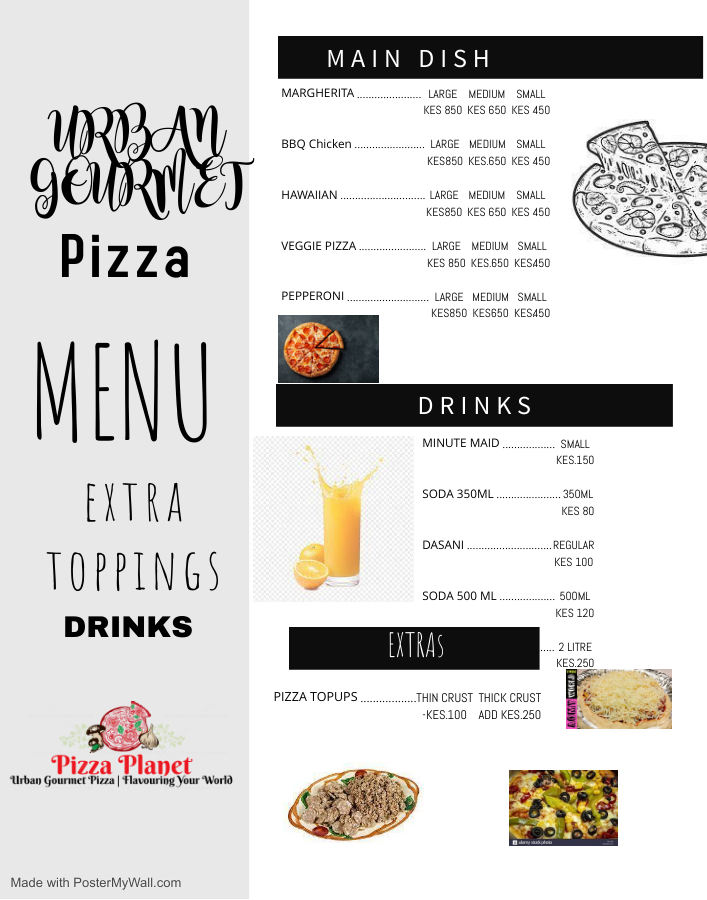 URBAN
GOURMET
Pizza
MENU
EXTRA
TOPPINGS
DRINKS
Pizza Planet
Urban Gourmet Pizza | Flavouring Your World
Made with PosterMyWall.com
MAIN DISH
MARGHERITA ...................... LARGE MEDIUM SMALL
KES 850 KES 650 KES 450
BBQ Chicken ........................ LARGE MEDIUM SMALL
KES850 KES.650 KES 450
HAWAIIAN ............................ LARGE MEDIUM SMALL
KES850 KES 650 KES 450
VEGGIE PIZZA ....................... LARGE MEDIUM SMALL
KES 850 KES.650 KES450
PEPPERONI ............................ LARGE MEDIUM SMALL
KES850 KES650 KES450
DRINKS
MINUTE MAID .................. SMALL
KES.150
SODA 350ML ...................... 350ML
KES 80
DASANI ............................. REGULAR
KES 100
SODA 500 ML ................... 500ML
KES 120
..... 2 LITRE
KES.250
EXTRAs
PIZZA TOPUPS ................... THIN CRUST THICK CRUST
-KES.100 ADD KES.250
alamy stock photo